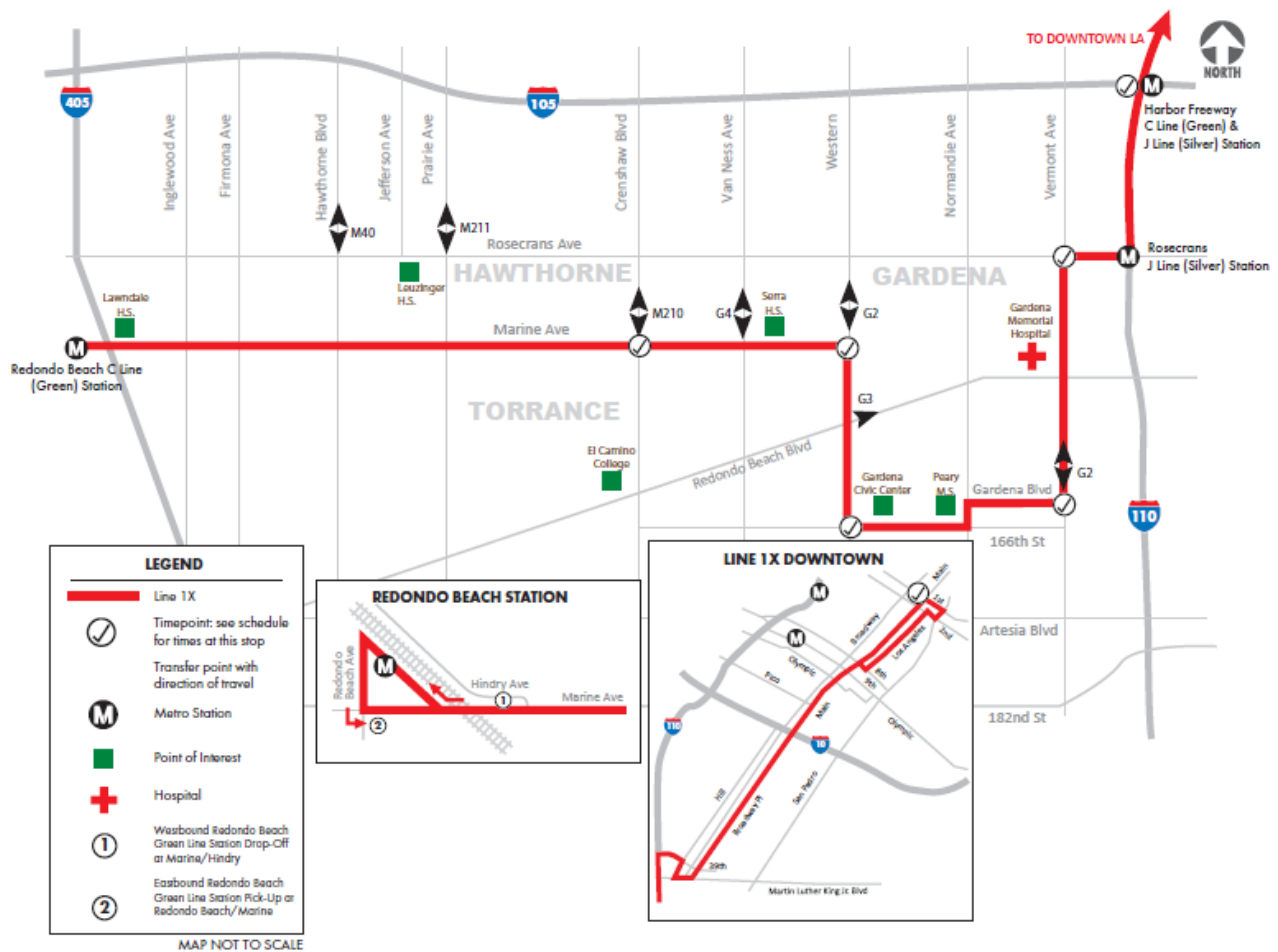 TO DOWNTOWN LA
NORTH
405
105
M
Harbor Freeway
C Line (Green) &
J Line (Silver) Station
Inglewood Ave
Firmona Ave
Hawthorne Blvd
Jefferson Ave
Prairie Ave
Crenshaw Blvd
Van Ness Ave
Western
Normandie Ave
Vermont Ave
M40
M211
Rosecrans Ave
M
Rosecrans
J Line (Silver) Station
HAWTHORNE
GARDENA
Leuzinger
H.S.
Lawndale
H.S.
M210
G4
Serra
H.S.
G2
Gardena
Memorial
Hospital
Marine Ave
M
Redondo Beach C Line
(Green) Station
TORRANCE
G3
El Camino
College
Redondo Beach Blvd
Gardena
Civic Center
Peary
M.S.
Gardena Blvd
G2
110
166th St
Artesia Blvd
182nd St
LEGEND
Line 1X
Timepoint: see schedule
for times at this stop
Transfer point with
direction of travel
M
Metro Station
Point of Interest
Hospital
1
Westbound Redondo Beach
Green Line Station Drop-Off
at Marine/Hindry
2
Eastbound Redondo Beach
Green Line Station Pick-Up at
Redondo Beach/Marine
MAP NOT TO SCALE
REDONDO BEACH STATION
Redondo
Beach Ave
M
Hindry Ave
1
Marine Ave
2
LINE 1X DOWNTOWN
M
Main
1st
2nd
Broadway
Los Angeles
M
Olympic
8th
9th
Pico
Main
Olympic
110
10
Hill
Broadway Pl
San Pedro
39th
Martin Luther King Jr. Blvd